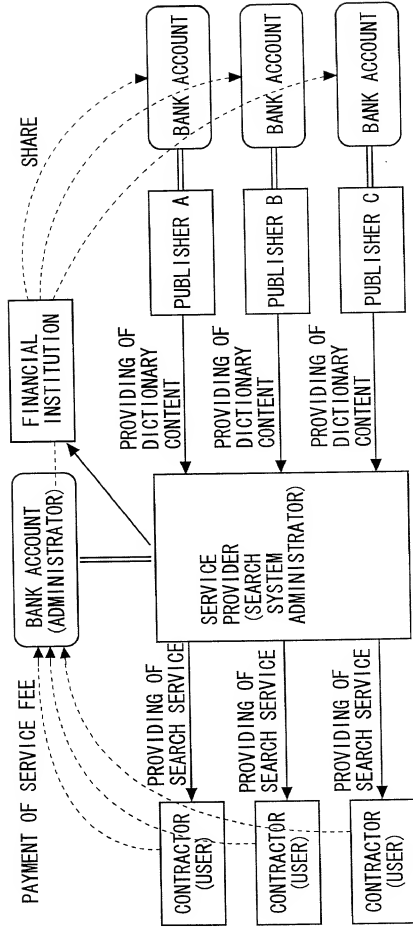 PAYMENT OF SERVICE FEE
BANK ACCOUNT
(ADMINISTRATOR)
FINANCIAL
INSTITUTION
SHARE
CONTRACTOR
(USER)
PROVIDING OF
SEARCH SERVICE
SERVICE
PROVIDER
(SEARCH
SYSTEM
ADMINISTRATOR)
PROVIDING OF
DICTIONARY
CONTENT
PUBLISHER A
BANK ACCOUNT
CONTRACTOR
(USER)
PROVIDING OF
SEARCH SERVICE
PROVIDING OF
DICTIONARY
CONTENT
PUBLISHER B
BANK ACCOUNT
CONTRACTOR
(USER)
PROVIDING OF
SEARCH SERVICE
PROVIDING OF
DICTIONARY
CONTENT
PUBLISHER C
BANK ACCOUNT